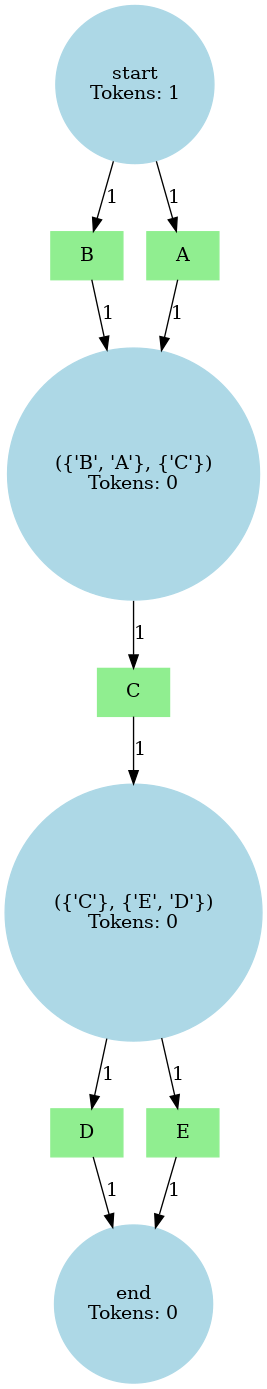 start
Tokens: 1
1
1
B
A
1
1
({'B', 'A'}, {'C'})
Tokens: 0
1
C
1
({'C'}, {'E', 'D'})
Tokens: 0
1
1
D
E
1
1
end
Tokens: 0